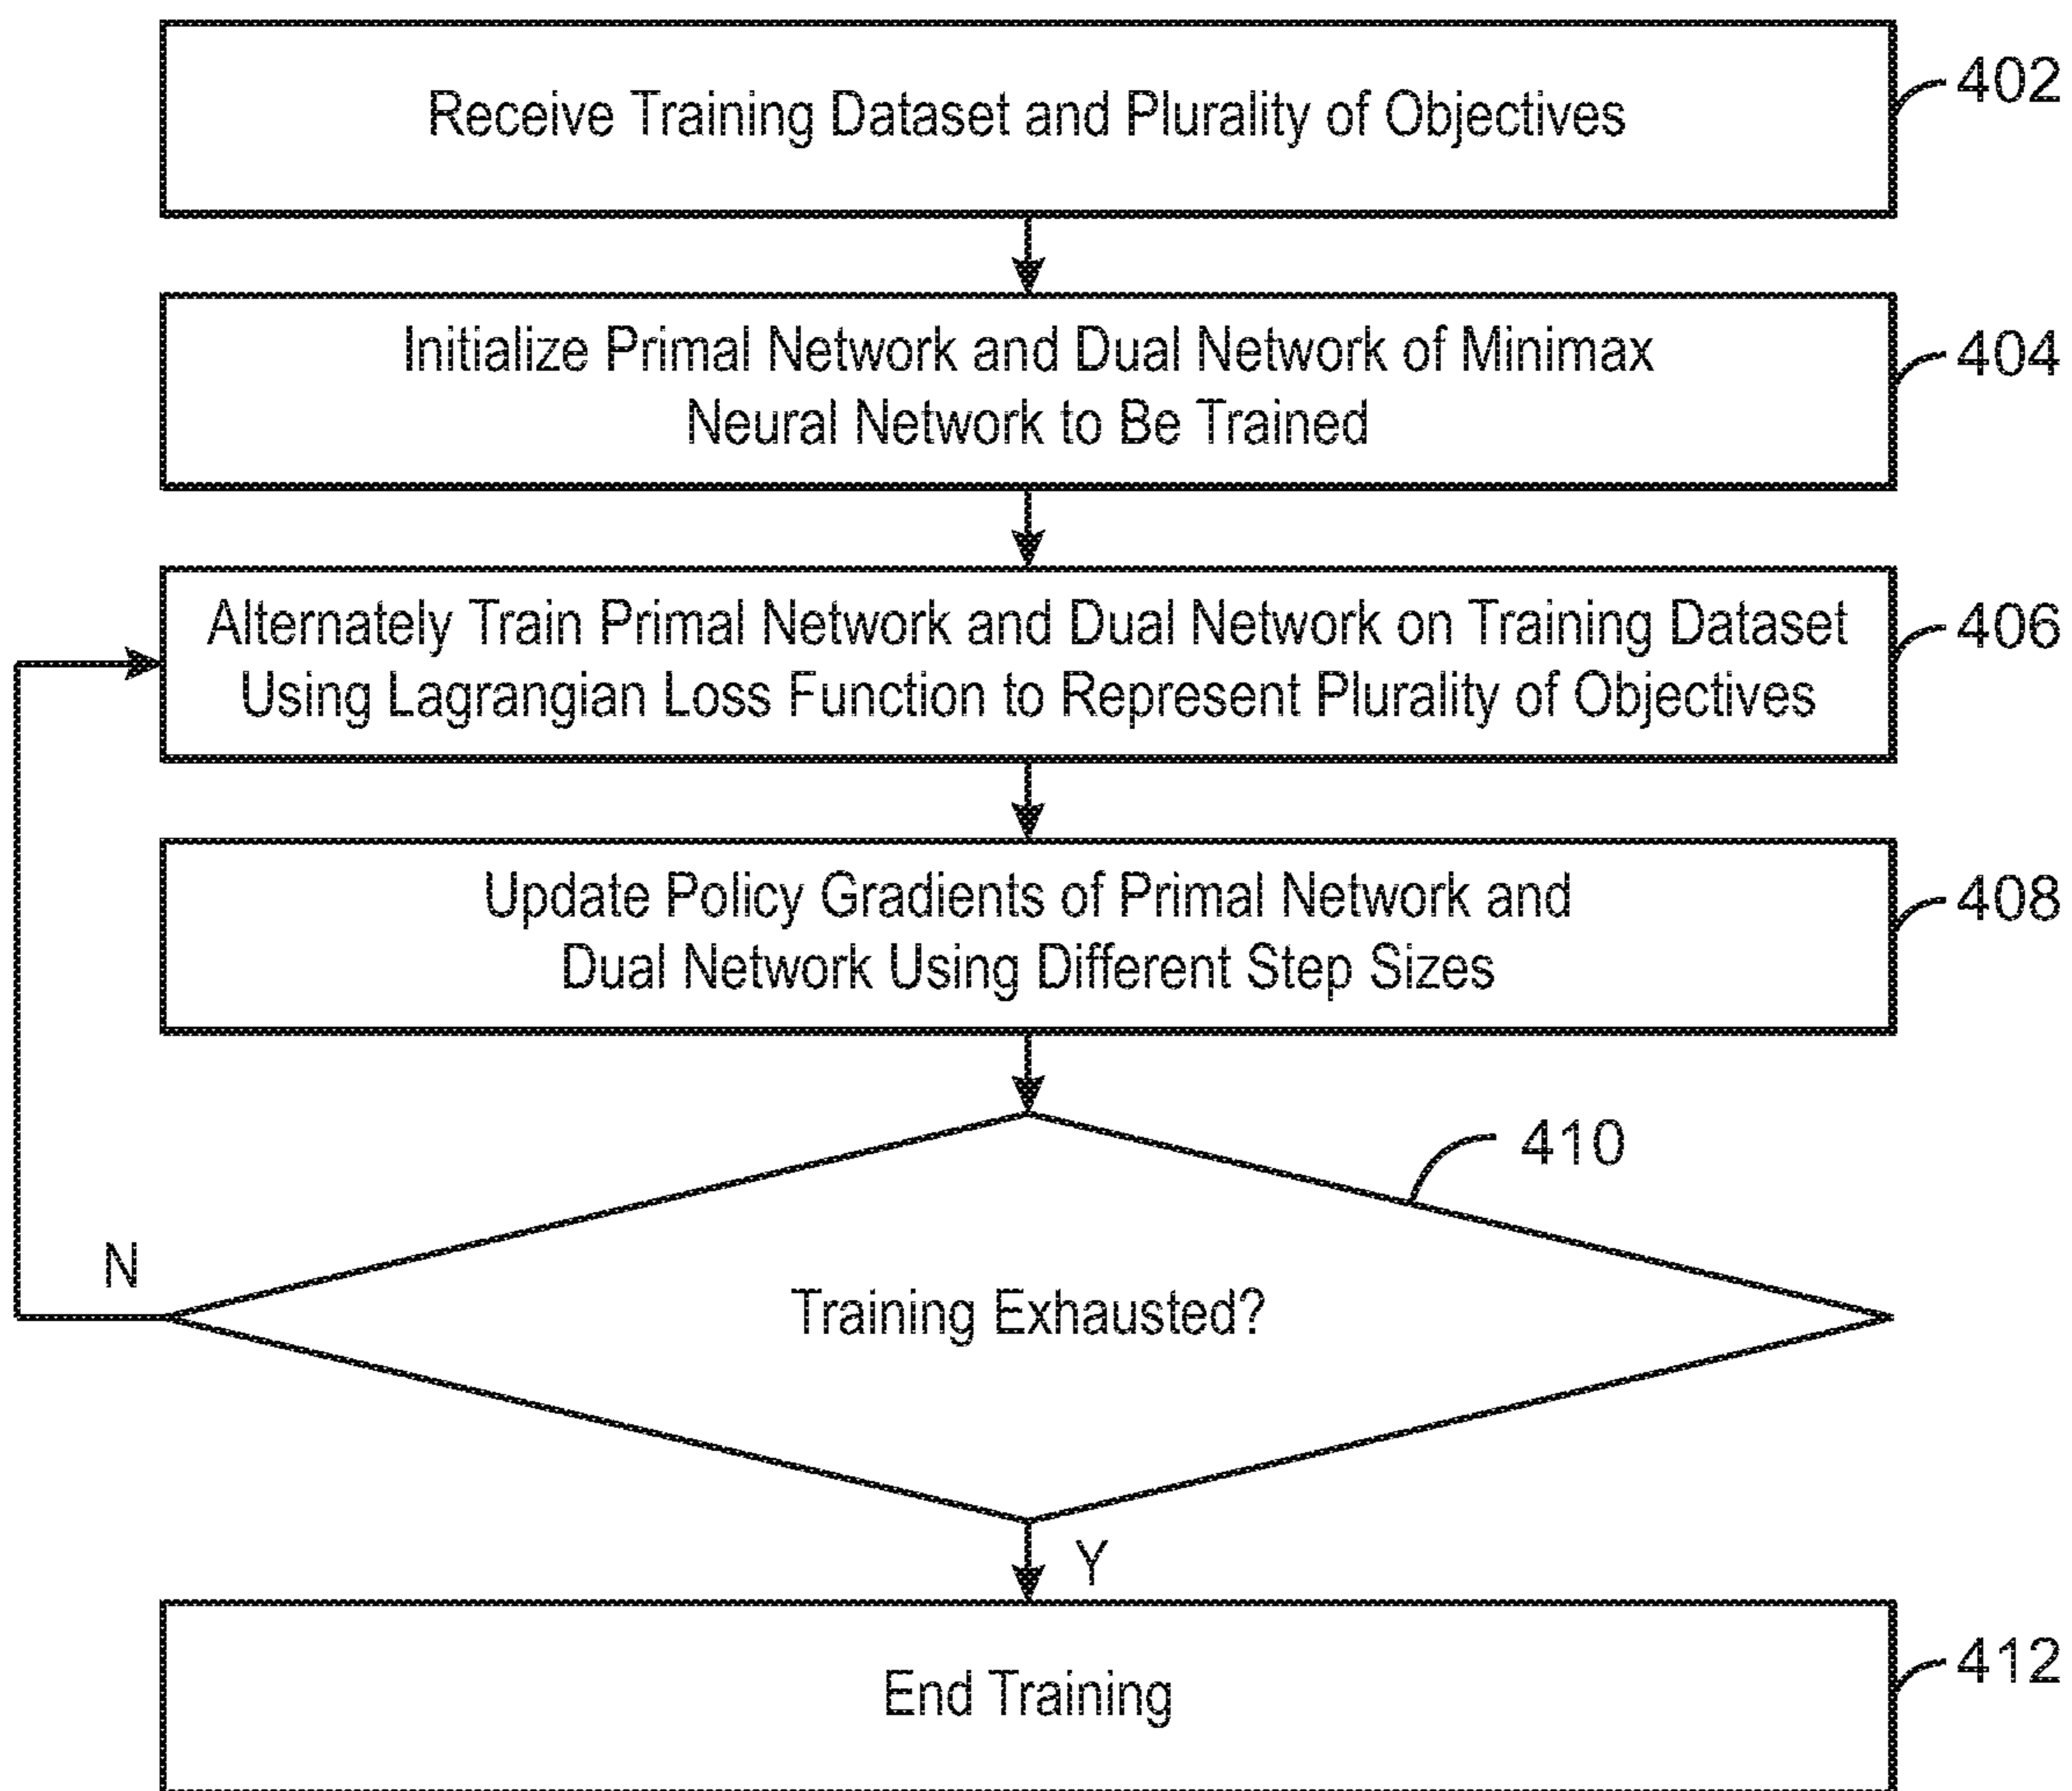 Receive Training Dataset and Plurality of Objectives
402
Initialize Primal Network and Dual Network of Minimax
Neural Network to Be Trained
404
Alternately Train Primal Network and Dual Network on Training Dataset
Using Lagrangian Loss Function to Represent Plurality of Objectives
406
Update Policy Gradients of Primal Network and
Dual Network Using Different Step Sizes
408
410
N
Training Exhausted?
Y
End Training
412